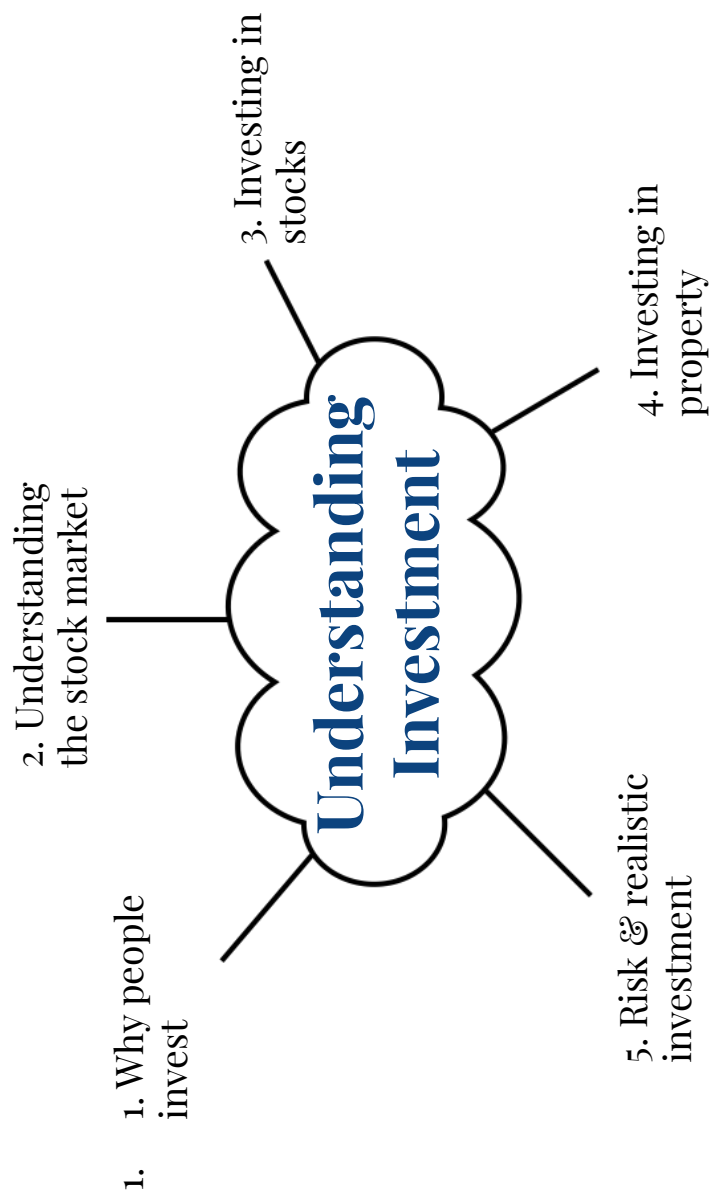 1. 1. Why people
invest
2. Understanding
the stock market
3. Investing in
stocks
Understanding
Investment
4. Investing in
property
5. Risk & realistic
investment